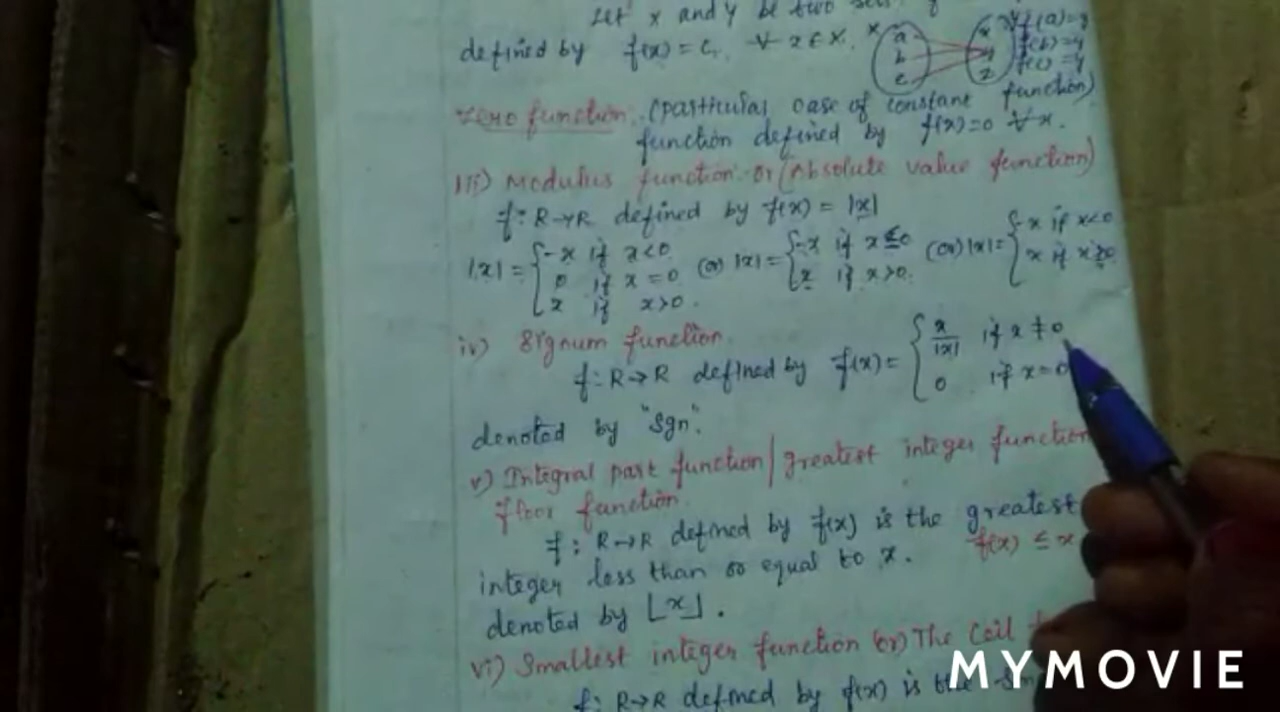 Let x and y be two
defined by f(x) = c, ∀ x ∈ X.
x a b c
x y z y
f(a)=y
f(b)=y
f(c)=y
Zero function: (particular case of constant function)
function defined by f(x)=0 ∀ x.
iii) Modulus function or (Absolute value function)
f: R→R defined by f(x) = |x|
|x| = { -x if x<0 (or) |x| = { -x if x≤0 (or) |x| = { -x if x<0
0 if x=0 x if x>0. x if x≥0
x if x>0.
iv) Signum function.
f: R→R defined by f(x) = { x/|x| if x≠0
0 if x=0
denoted by "Sgn".
v) Integral part function / greatest integer function
floor function.
f: R→R defined by f(x) is the greatest
integer less than or equal to x. f(x) ≤ x
denoted by ⌊x⌋.
vi) Smallest integer function (or) The Ceil
f: R→R defined by f(x) is the
MYMOVIE